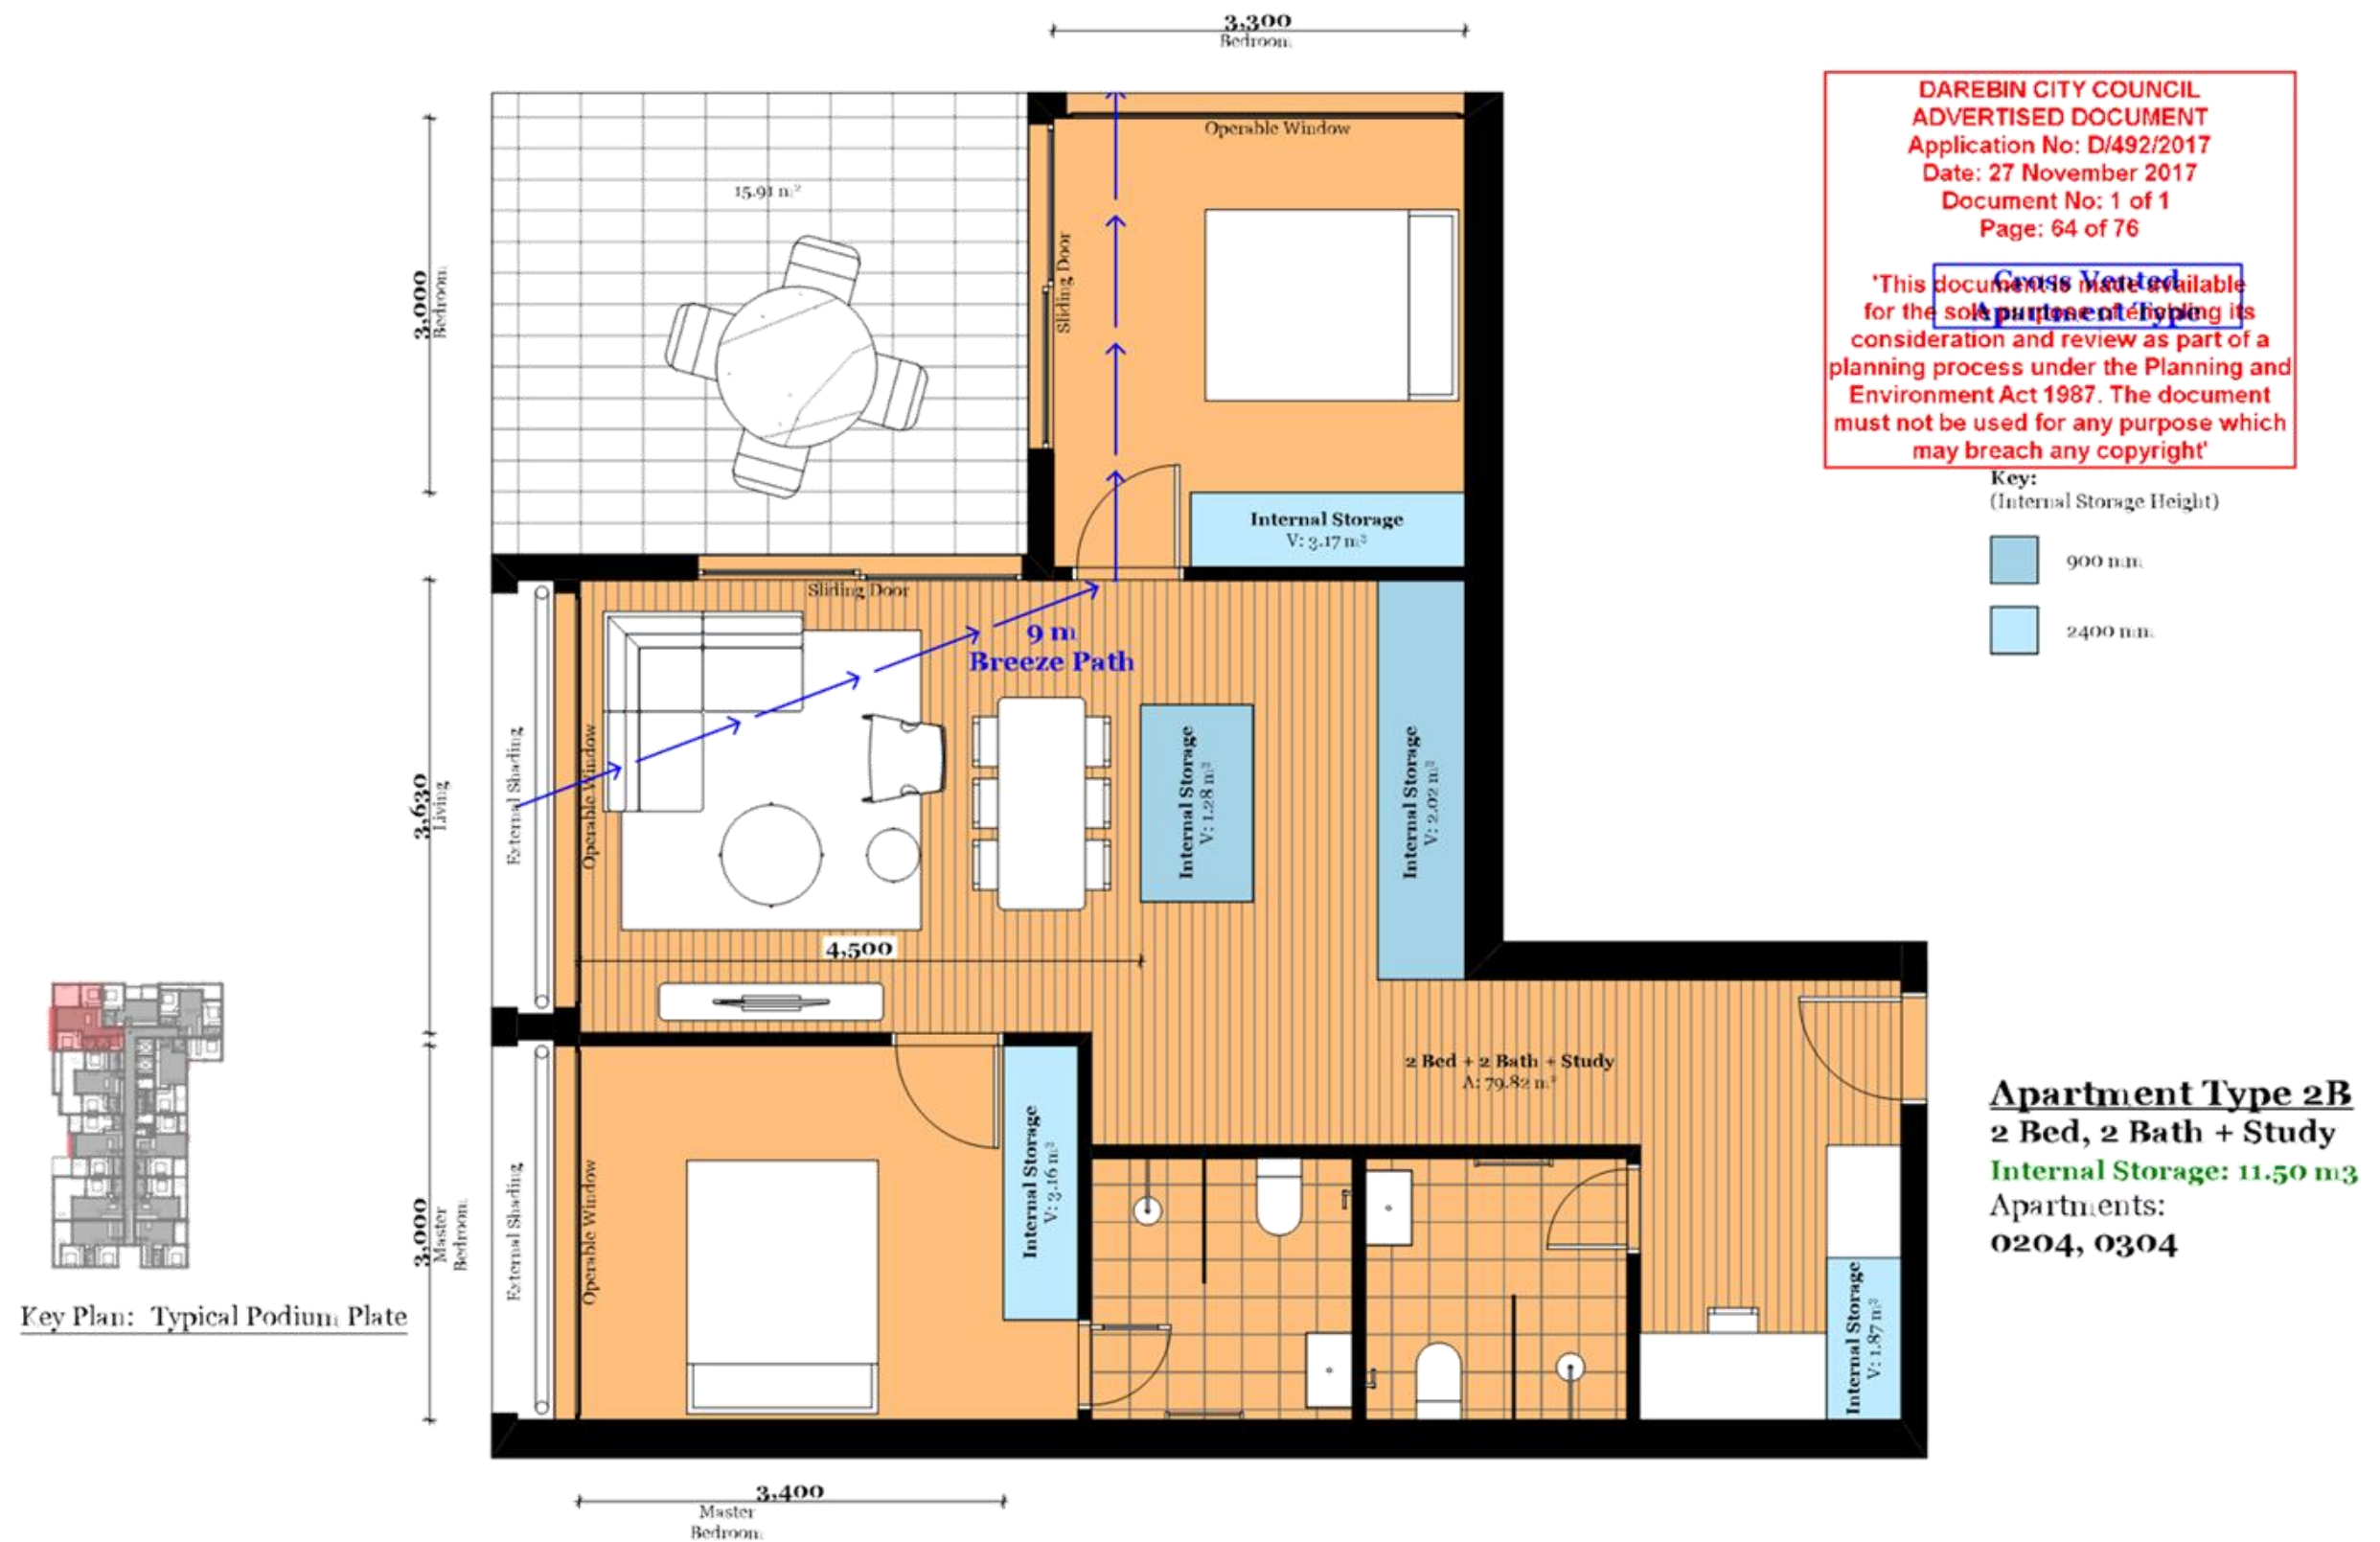 3,300
Bedroom
DAREBIN CITY COUNCIL
ADVERTISED DOCUMENT
Application No: D/492/2017
Date: 27 November 2017
Document No: 1 of 1
Page: 64 of 76
Cross Vented
Apartment Type
'This document is made available
for the sole purpose of enabling its
consideration and review as part of a
planning process under the Planning and
Environment Act 1987. The document
must not be used for any purpose which
may breach any copyright'
Key:
(Internal Storage Height)
900 mm
2400 mm
Operable Window
15.91 m²
3,000
Bedroom
Sliding Door
Internal Storage
V: 3.17 m³
Sliding Door
9 m
Breeze Path
3,630
Living
External Shading
Operable Window
Internal Storage
V: 1.28 m³
Internal Storage
V: 2.02 m³
4,500
2 Bed + 2 Bath + Study
A: 79.82 m²
3,000
Master
Bedroom
External Shading
Operable Window
Internal Storage
V: 3.16 m³
Internal Storage
V: 1.87 m³
Apartment Type 2B
2 Bed, 2 Bath + Study
Internal Storage: 11.50 m3
Apartments:
0204, 0304
Key Plan: Typical Podium Plate
3,400
Master
Bedroom